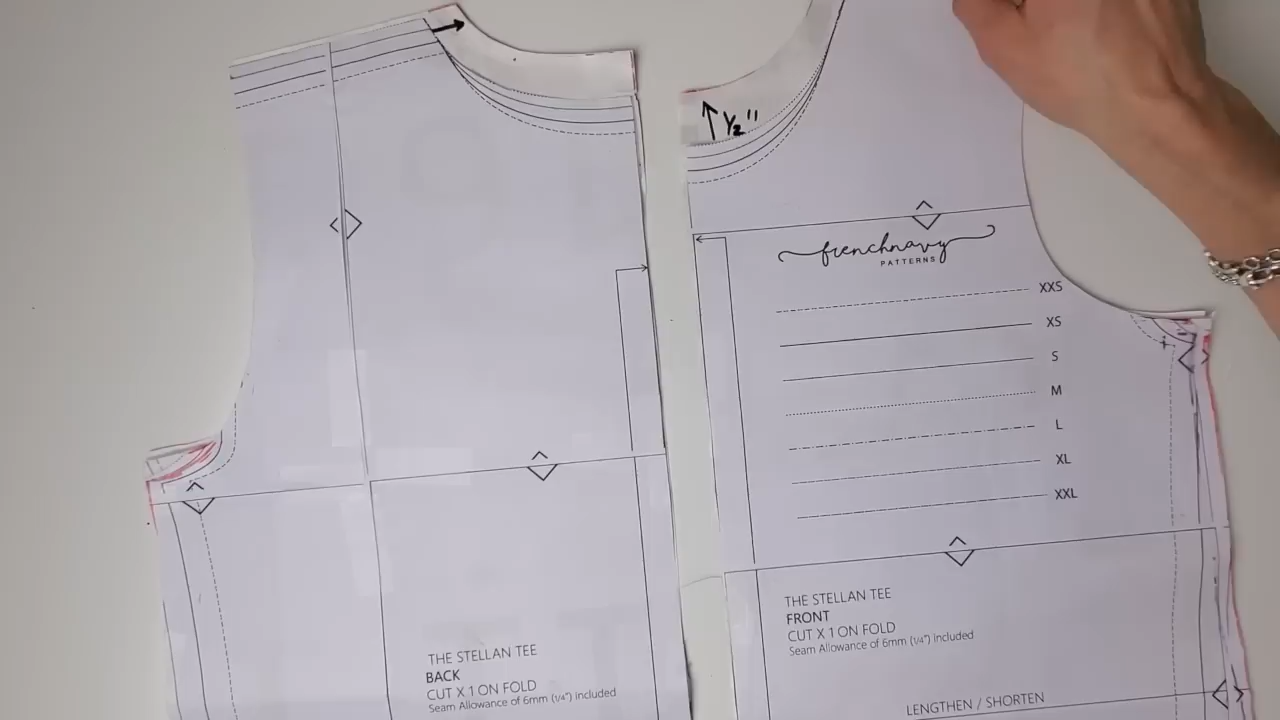 ½"
frenchnavy
PATTERNS
XXS
XS
S
M
L
XL
XXL
THE STELLAN TEE
BACK
CUT X 1 ON FOLD
Seam Allowance of 6mm (1/4") included
THE STELLAN TEE
FRONT
CUT X 1 ON FOLD
Seam Allowance of 6mm (1/4") included
LENGTHEN / SHORTEN